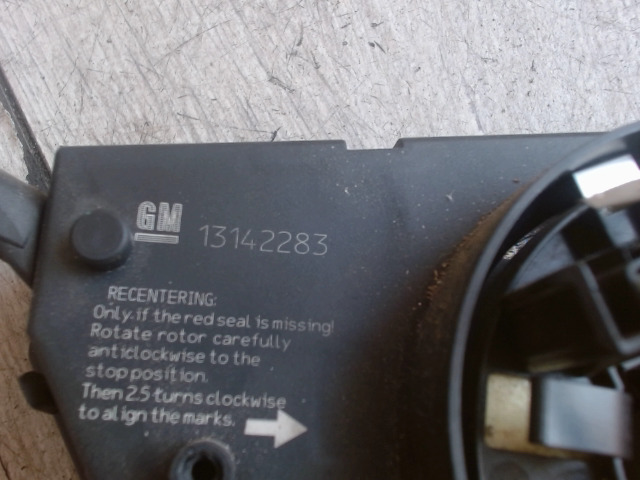 GM 13142283
RECENTERING:
Only, if the red seal is missing!
Rotate rotor carefully
anticlockwise to the
stop position.
Then 2.5 turns clockwise
to align the marks.